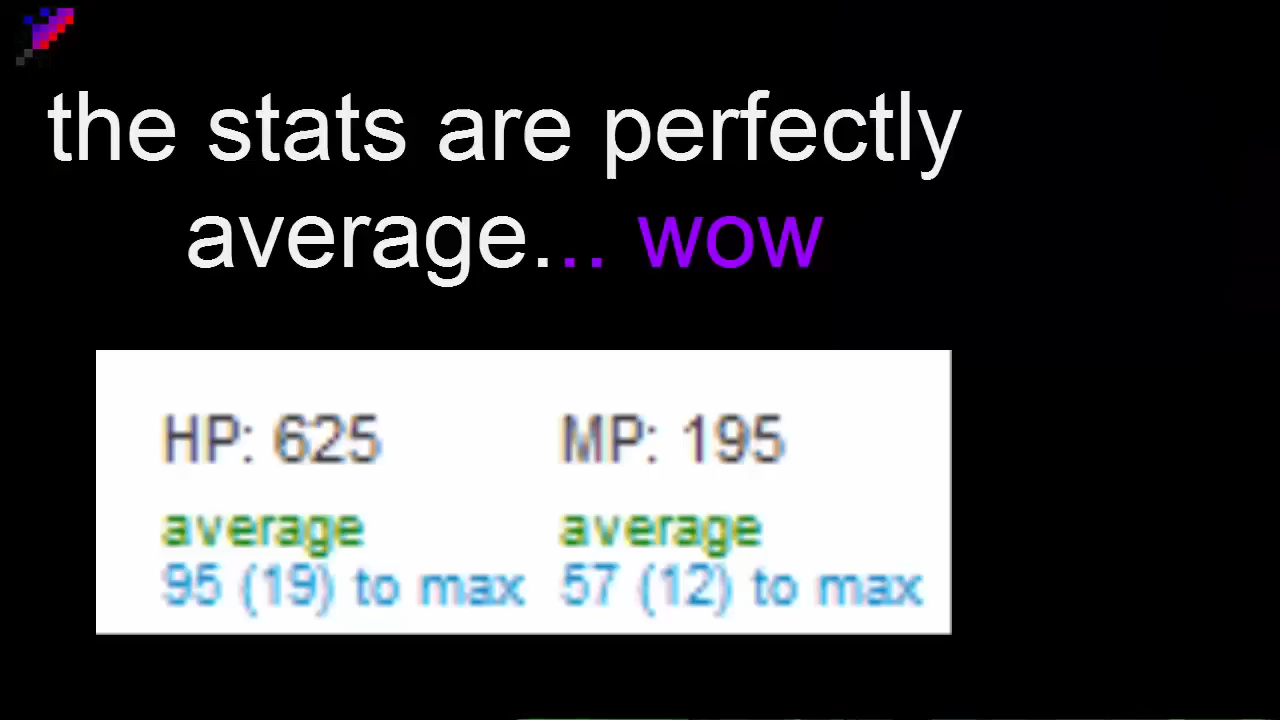 the stats are perfectly
average... wow
HP: 625 MP: 195
average average
95 (19) to max 57 (12) to max